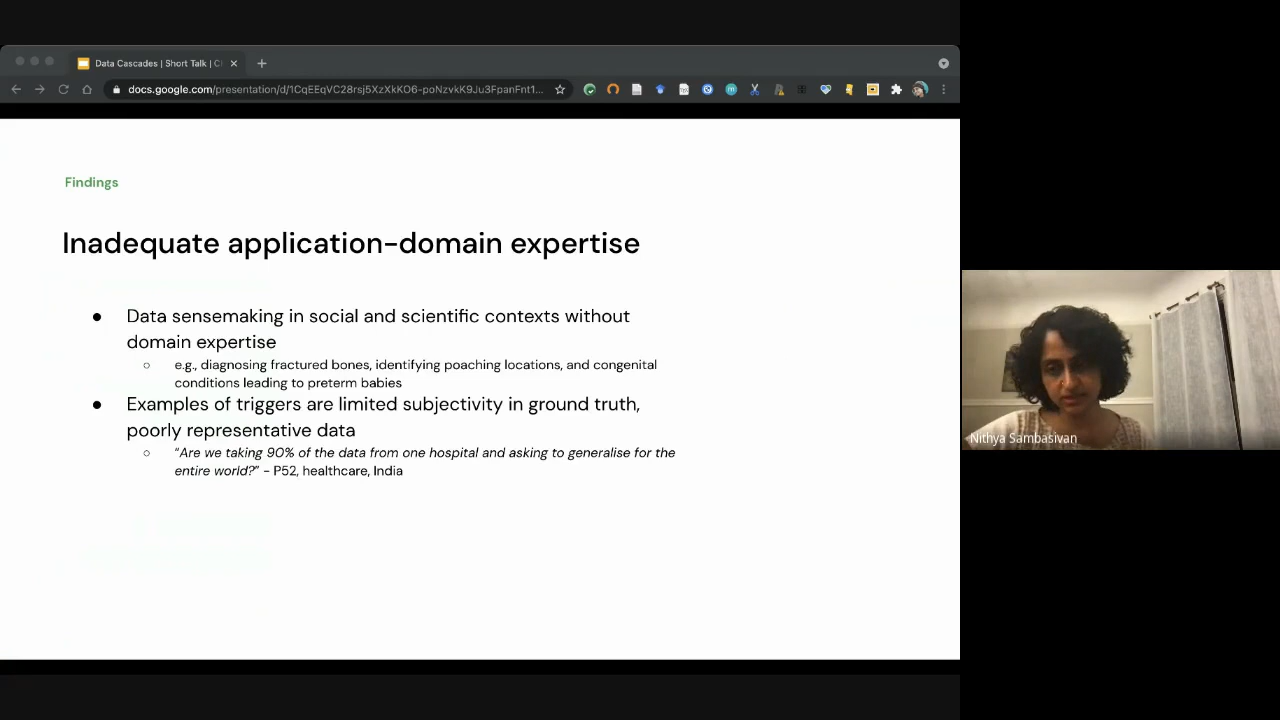 Data Cascades | Short Talk | C
docs.google.com/presentation/d/1CqEEqVC28rsj5XzXkKO6-poNzvkK9Ju3FpanFnt1...
Findings
Inadequate application-domain expertise
● Data sensemaking in social and scientific contexts without
domain expertise
○ e.g., diagnosing fractured bones, identifying poaching locations, and congenital
conditions leading to preterm babies
● Examples of triggers are limited subjectivity in ground truth,
poorly representative data
○ “Are we taking 90% of the data from one hospital and asking to generalise for the
entire world?” - P52, healthcare, India
Nithya Sambasivan